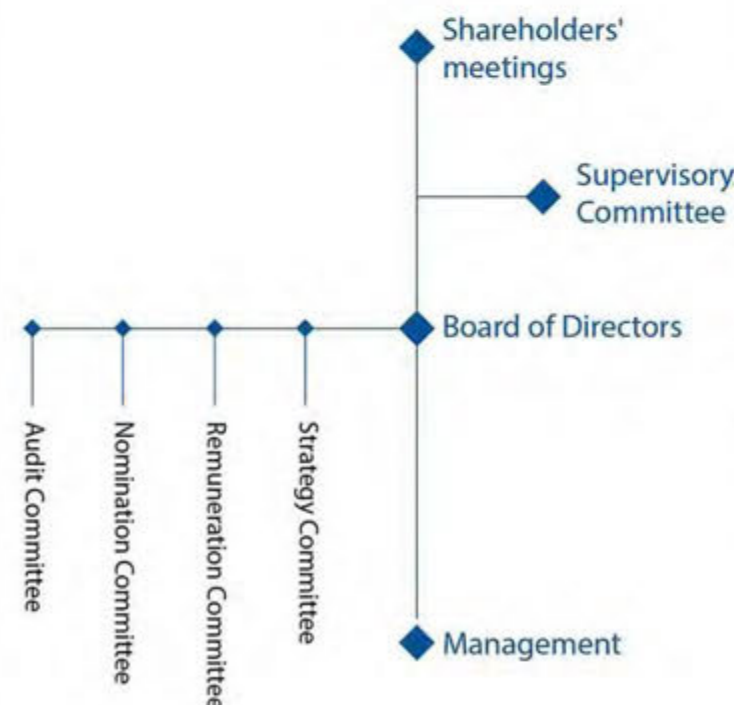 Shareholders'
meetings
Supervisory
Committee
Board of Directors
Audit Committee
Nomination Committee
Remuneration Committee
Strategy Committee
Management